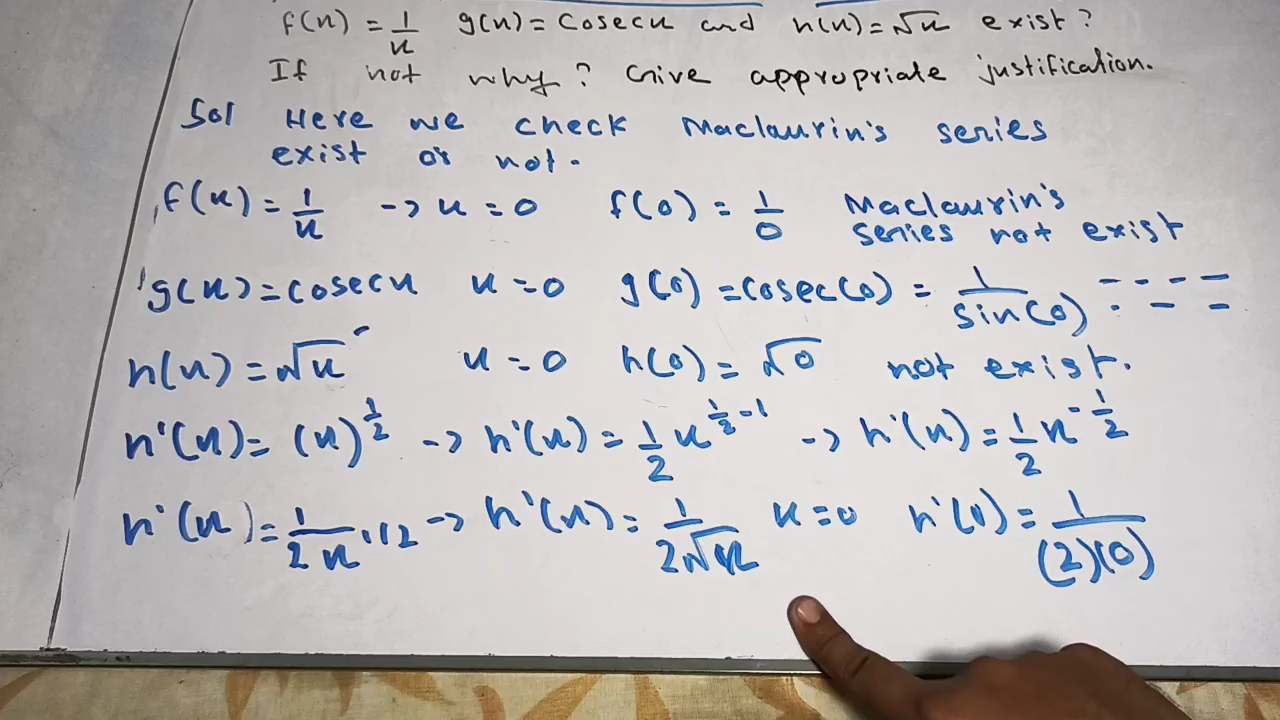 f(x) = 1/x g(x) = Cosecx and h(x) = √x exist?
If not why? Give appropriate justification.
Sol Here we check Maclaurin's series
exist or not.
f(x) = 1/x → x = 0 f(0) = 1/0 Maclaurin's
series not exist
g(x) = cosecx x = 0 g(0) = cosec(0) = 1/sin(0)
h(x) = √x x = 0 h(0) = √0 not exist.
h'(x) = (x)^1/2 → h'(x) = 1/2 x^1/2-1 → h'(x) = 1/2 x^-1/2
h'(x) = 1/2x^1/2 → h'(x) = 1/2√x x = 0 h'(0) = 1/(2)(0)